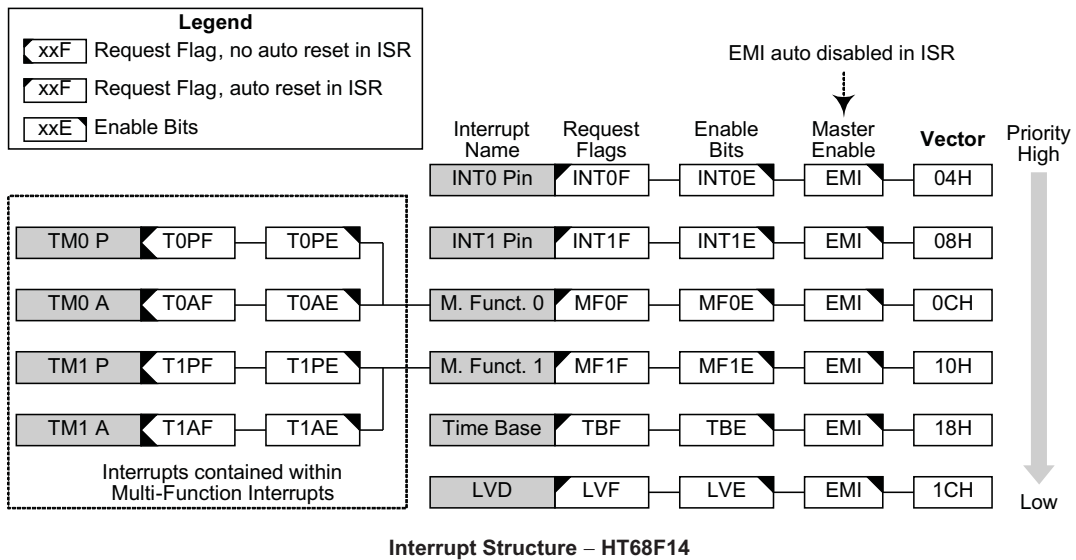 Legend
xxF Request Flag, no auto reset in ISR
xxF Request Flag, auto reset in ISR
xxE Enable Bits
EMI auto disabled in ISR
Interrupt Name
Request Flags
Enable Bits
Master Enable
Vector
Priority High
INT0 Pin INT0F INT0E EMI 04H
TM0 P T0PF T0PE INT1 Pin INT1F INT1E EMI 08H
TM0 A T0AF T0AE M. Funct. 0 MF0F MF0E EMI 0CH
TM1 P T1PF T1PE M. Funct. 1 MF1F MF1E EMI 10H
TM1 A T1AF T1AE Time Base TBF TBE EMI 18H
Interrupts contained within
Multi-Function Interrupts
LVD LVF LVE EMI 1CH
Low
Interrupt Structure – HT68F14